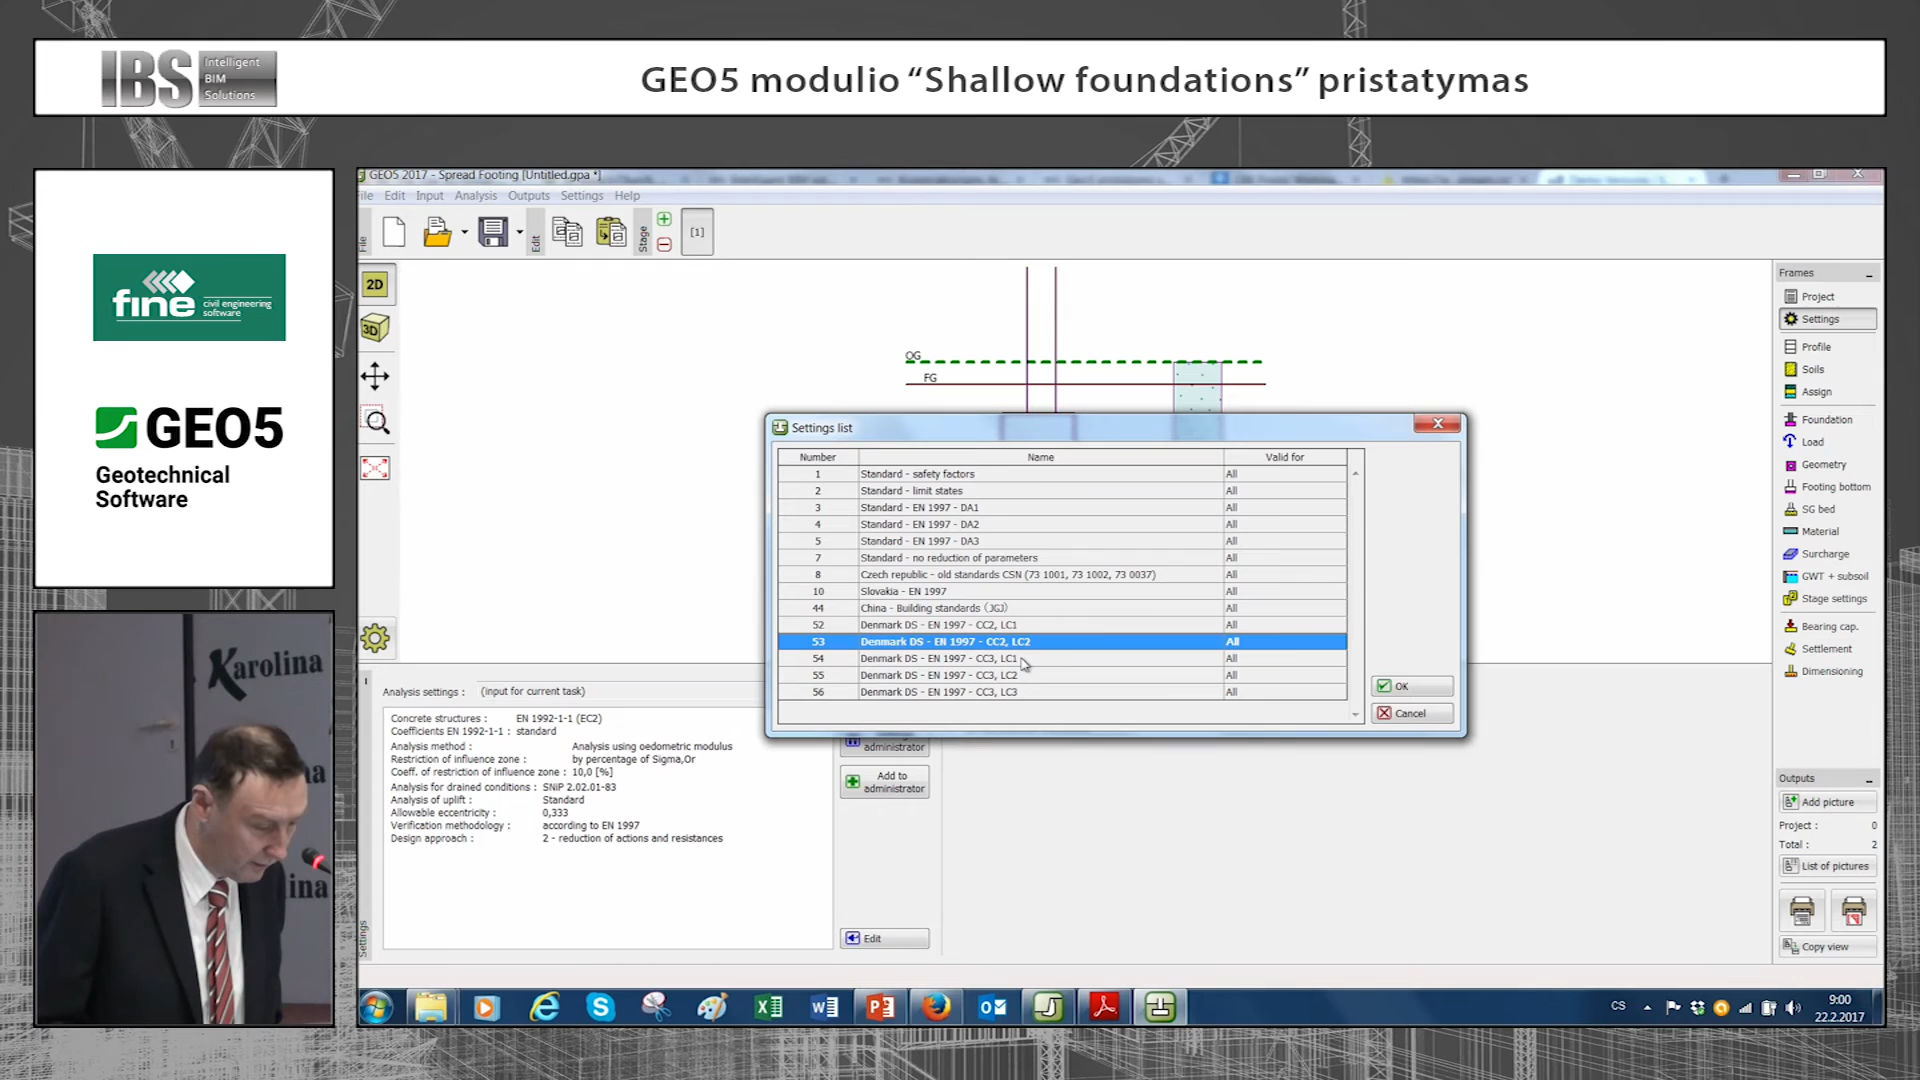 IBS
Intelligent
BIM
Solutions
GEO5 modulio “Shallow foundations” pristatymas
fine
civil engineering
software
GEO5
Geotechnical
Software
Karolina
GEO5 2017 - Spread Footing [Untitled.gpa *]
File Edit Input Analysis Outputs Settings Help
File
Edit
Stage
[1]
2D
3D
OG
FG
Settings list
Number Name Valid for
1 Standard - safety factors All
2 Standard - limit states All
3 Standard - EN 1997 - DA1 All
4 Standard - EN 1997 - DA2 All
5 Standard - EN 1997 - DA3 All
7 Standard - no reduction of parameters All
8 Czech republic - old standards CSN (73 1001, 73 1002, 73 0037) All
10 Slovakia - EN 1997 All
44 China - Building standards (JGJ) All
52 Denmark DS - EN 1997 - CC2, LC1 All
53 Denmark DS - EN 1997 - CC2, LC2 All
54 Denmark DS - EN 1997 - CC3, LC1 All
55 Denmark DS - EN 1997 - CC3, LC2 All
56 Denmark DS - EN 1997 - CC3, LC3 All
OK
Cancel
Analysis settings : (input for current task)
Concrete structures : EN 1992-1-1 (EC2)
Coefficients EN 1992-1-1 : standard
Analysis method : Analysis using oedometric modulus
Restriction of influence zone : by percentage of Sigma,Or
Coeff. of restriction of influence zone : 10,0 [%]
Analysis for drained conditions : SNiP 2.02.01-83
Analysis of uplift : Standard
Allowable eccentricity : 0,333
Verification methodology : according to EN 1997
Design approach : 2 - reduction of actions and resistances
Settings
administrator
Add to
administrator
Edit
Frames
Project
Settings
Profile
Soils
Assign
Foundation
Load
Geometry
Footing bottom
SG bed
Material
Surcharge
GWT + subsoil
Stage settings
Bearing cap.
Settlement
Dimensioning
Outputs
Add picture
Project : 0
Total : 2
List of pictures
Copy view
CS
9:00
22.2.2017